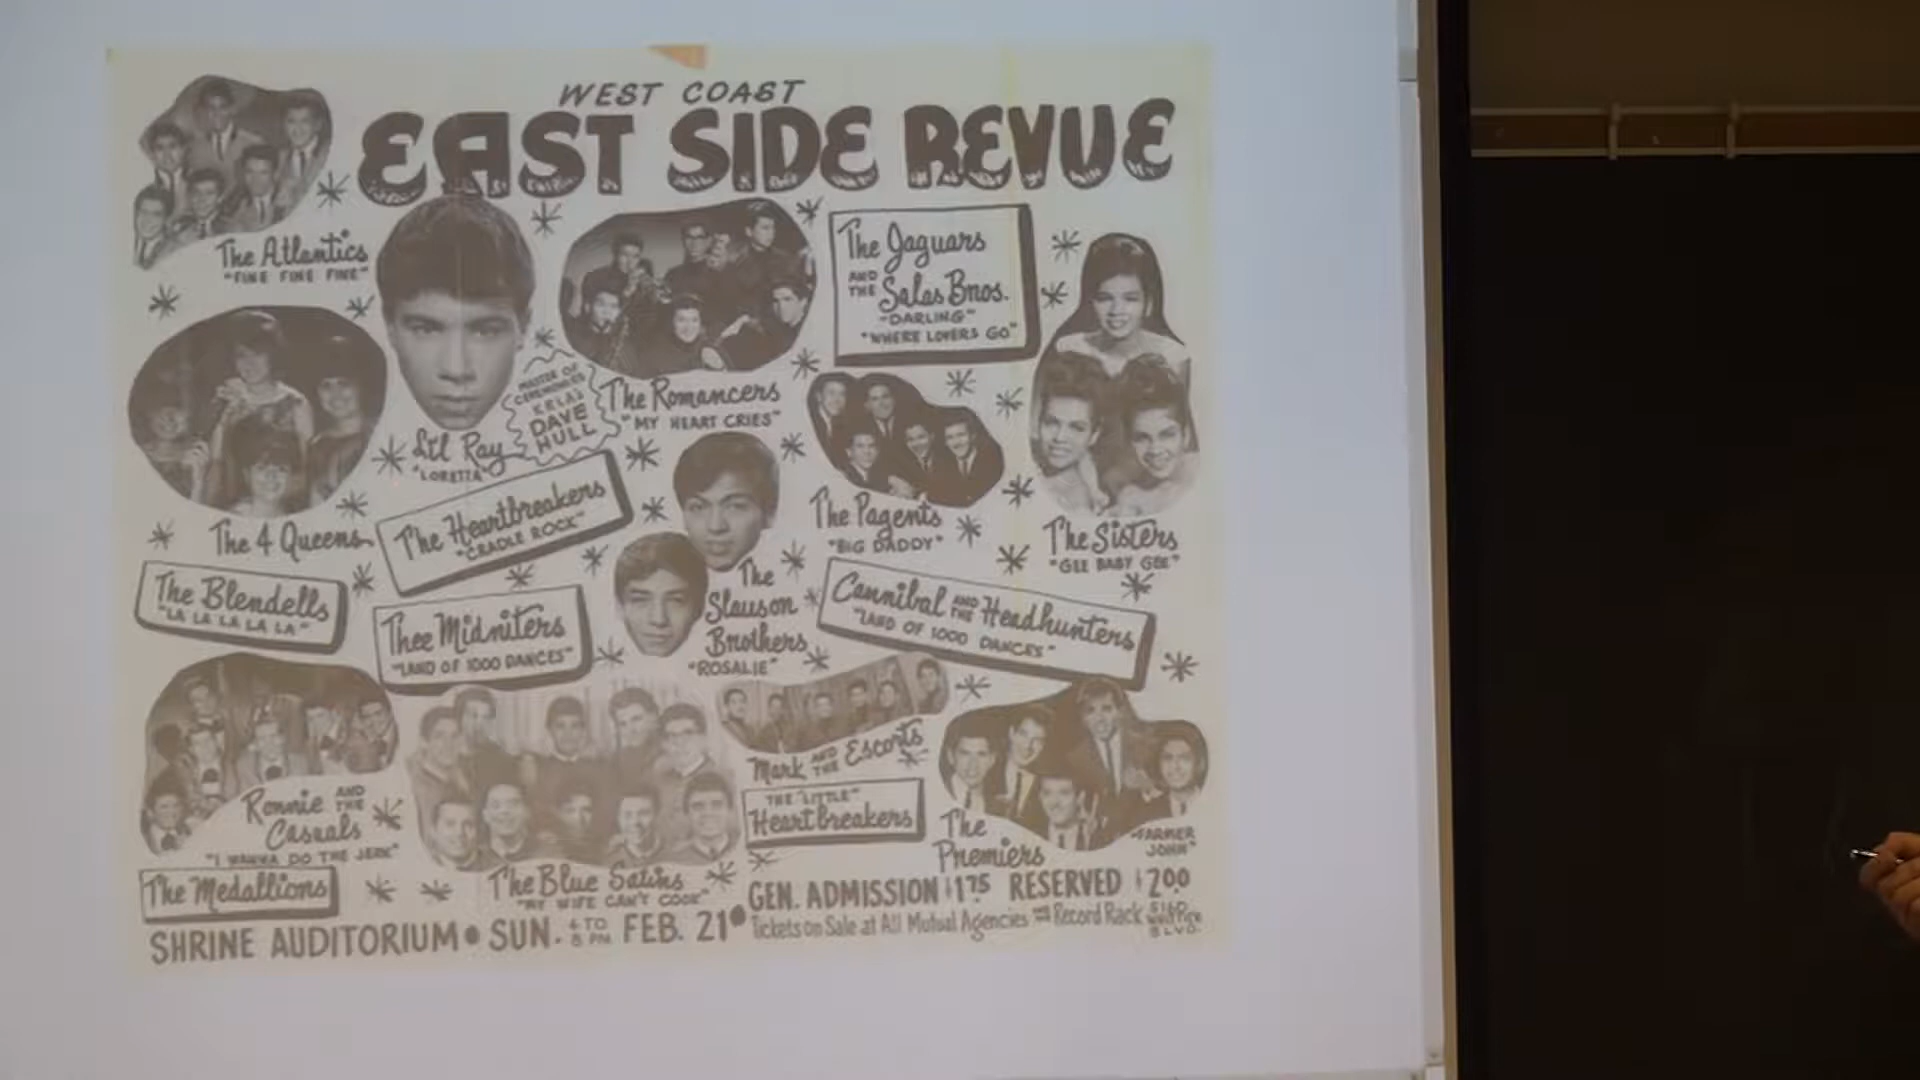 WEST COAST
EAST SIDE REVUE
The Atlantics
"FINE FINE FINE"
Lil Ray
"LORETTA"
MASTER OF
CEREMONIES
KRLA'S
DAVE
HULL
The Romancers
"MY HEART CRIES"
The Jaguars
AND
THE Salas Bros.
"DARLING"
"WHERE LOVERS GO"
The 4 Queens
The Heartbreakers
"CRADLE ROCK"
The Pagents
"BIG DADDY"
The Sisters
"GEE BABY GEE"
The Blendells
"LA LA LA LA LA"
Thee Midniters
"LAND OF 1000 DANCES"
The
Slauson
Brothers
"ROSALIE"
Cannibal AND THE Headhunters
"LAND OF 1000 DANCES"
Ronnie AND THE
Casuals
"I WANNA DO THE JERK"
The Medallions
The Blue Satins
"MY WIFE CAN'T COOK"
Mark AND THE Escorts
THE "LITTLE"
Heartbreakers
The
Premiers
"FARMER
JOHN"
GEN. ADMISSION $1.75 RESERVED $2.00
SHRINE AUDITORIUM • SUN. 4 TO 8 PM FEB. 21 •
Tickets on Sale at All Mutual Agencies Record Rack BLVD.